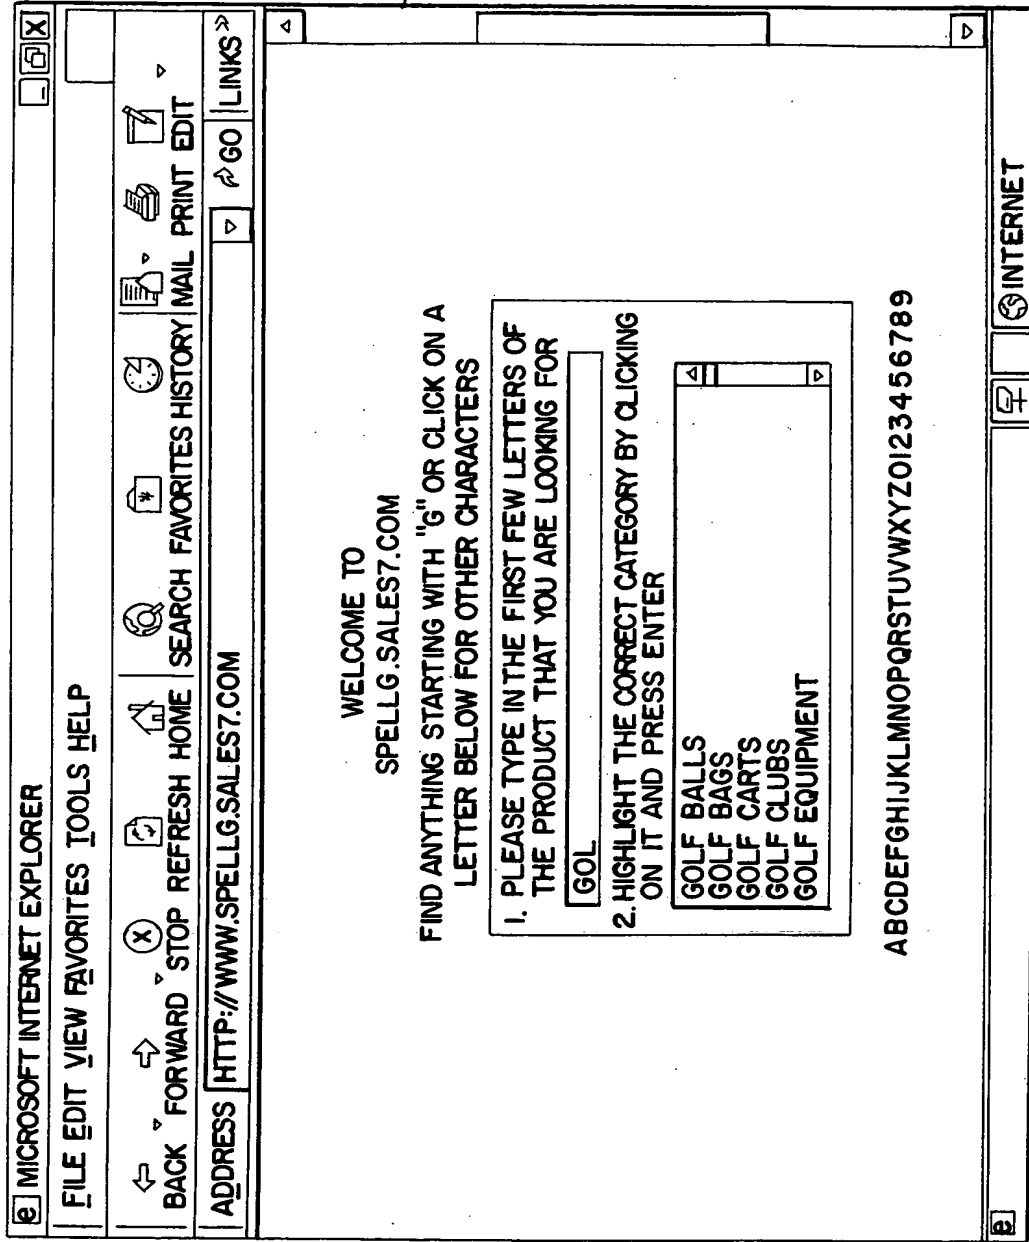 MICROSOFT INTERNET EXPLORER
FILE EDIT VIEW FAVORITES TOOLS HELP
BACK FORWARD STOP REFRESH HOME SEARCH FAVORITES HISTORY MAIL PRINT EDIT
ADDRESS HTTP://WWW.SPELLG.SALES7.COM GO LINKS »
WELCOME TO
SPELLG.SALES7.COM
FIND ANYTHING STARTING WITH "G" OR CLICK ON A
LETTER BELOW FOR OTHER CHARACTERS
1. PLEASE TYPE IN THE FIRST FEW LETTERS OF
THE PRODUCT THAT YOU ARE LOOKING FOR
GOL
2. HIGHLIGHT THE CORRECT CATEGORY BY CLICKING
ON IT AND PRESS ENTER
GOLF BALLS
GOLF BAGS
GOLF CARTS
GOLF CLUBS
GOLF EQUIPMENT
ABCDEFGHIJKLMNOPQRSTUVWXYZ0123456789
INTERNET